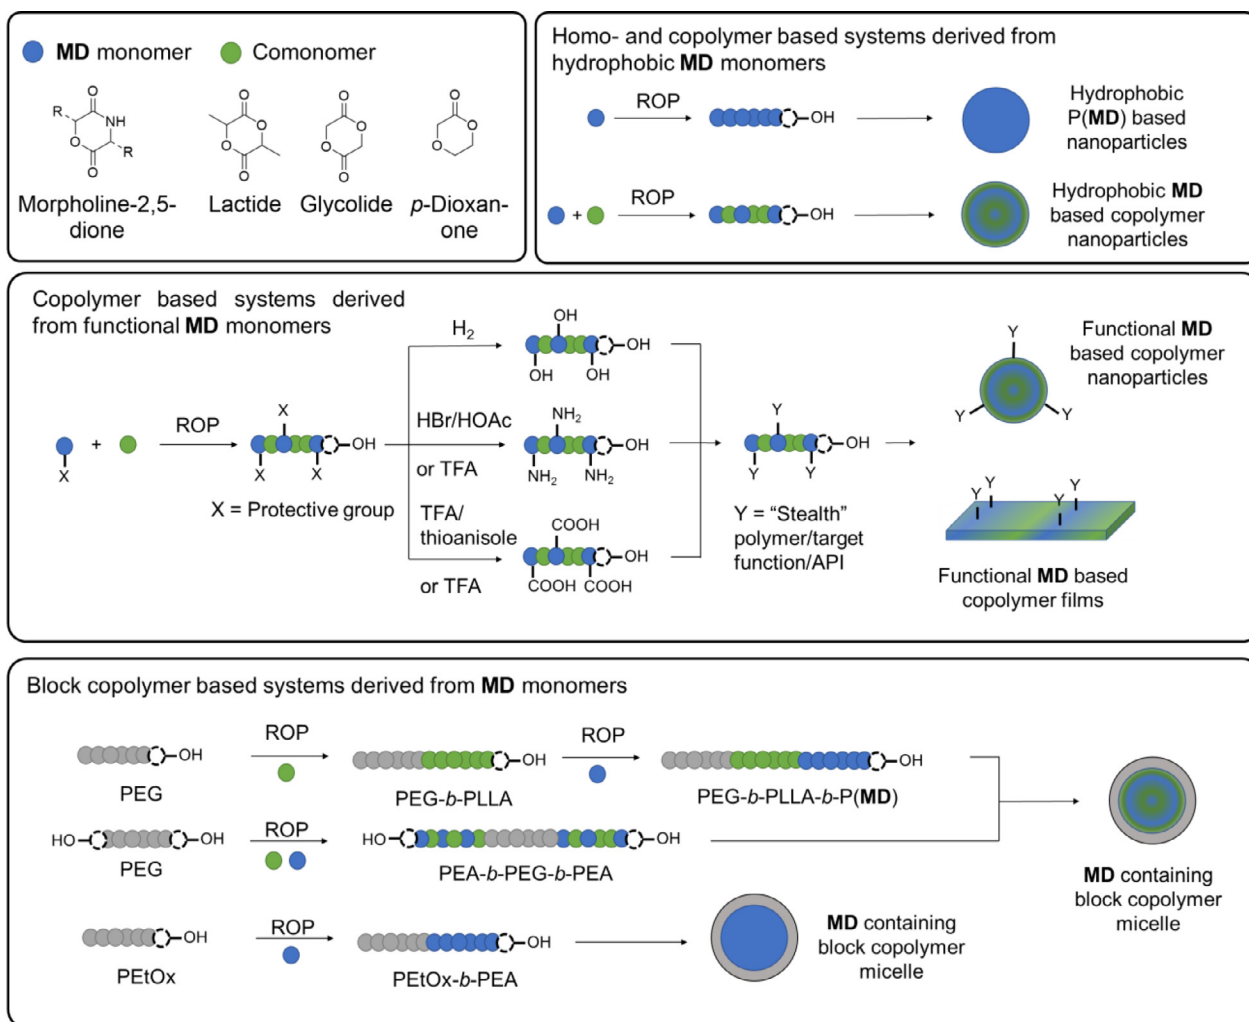 MD monomer
Comonomer
R
O
NH
O
O
R
O
O
O
O
O
O
O
O
O
O
Morpholine-2,5-
dione
Lactide
Glycolide
p-Dioxan-
one
Homo- and copolymer based systems derived from
hydrophobic MD monomers
ROP
OH
Hydrophobic
P(MD) based
nanoparticles
+
ROP
OH
Hydrophobic MD
based copolymer
nanoparticles
Copolymer based systems derived
from functional MD monomers
X
+
ROP
X
X
X
OH
X = Protective group
H2
OH
OH
OH
OH
HBr/HOAc
or TFA
NH2
NH2
NH2
OH
TFA/
thioanisole
or TFA
COOH
COOH
COOH
OH
Y
Y
Y
OH
Y = “Stealth”
polymer/target
function/API
Y
Y
Y
Functional MD
based copolymer
nanoparticles
Y
Y
Y
Y
Functional MD based
copolymer films
Block copolymer based systems derived from MD monomers
OH
PEG
ROP
OH
PEG-b-PLLA
ROP
OH
PEG-b-PLLA-b-P(MD)
HO
OH
PEG
ROP
HO
OH
PEA-b-PEG-b-PEA
MD containing
block copolymer
micelle
OH
PEtOx
ROP
OH
PEtOx-b-PEA
MD containing
block copolymer
micelle